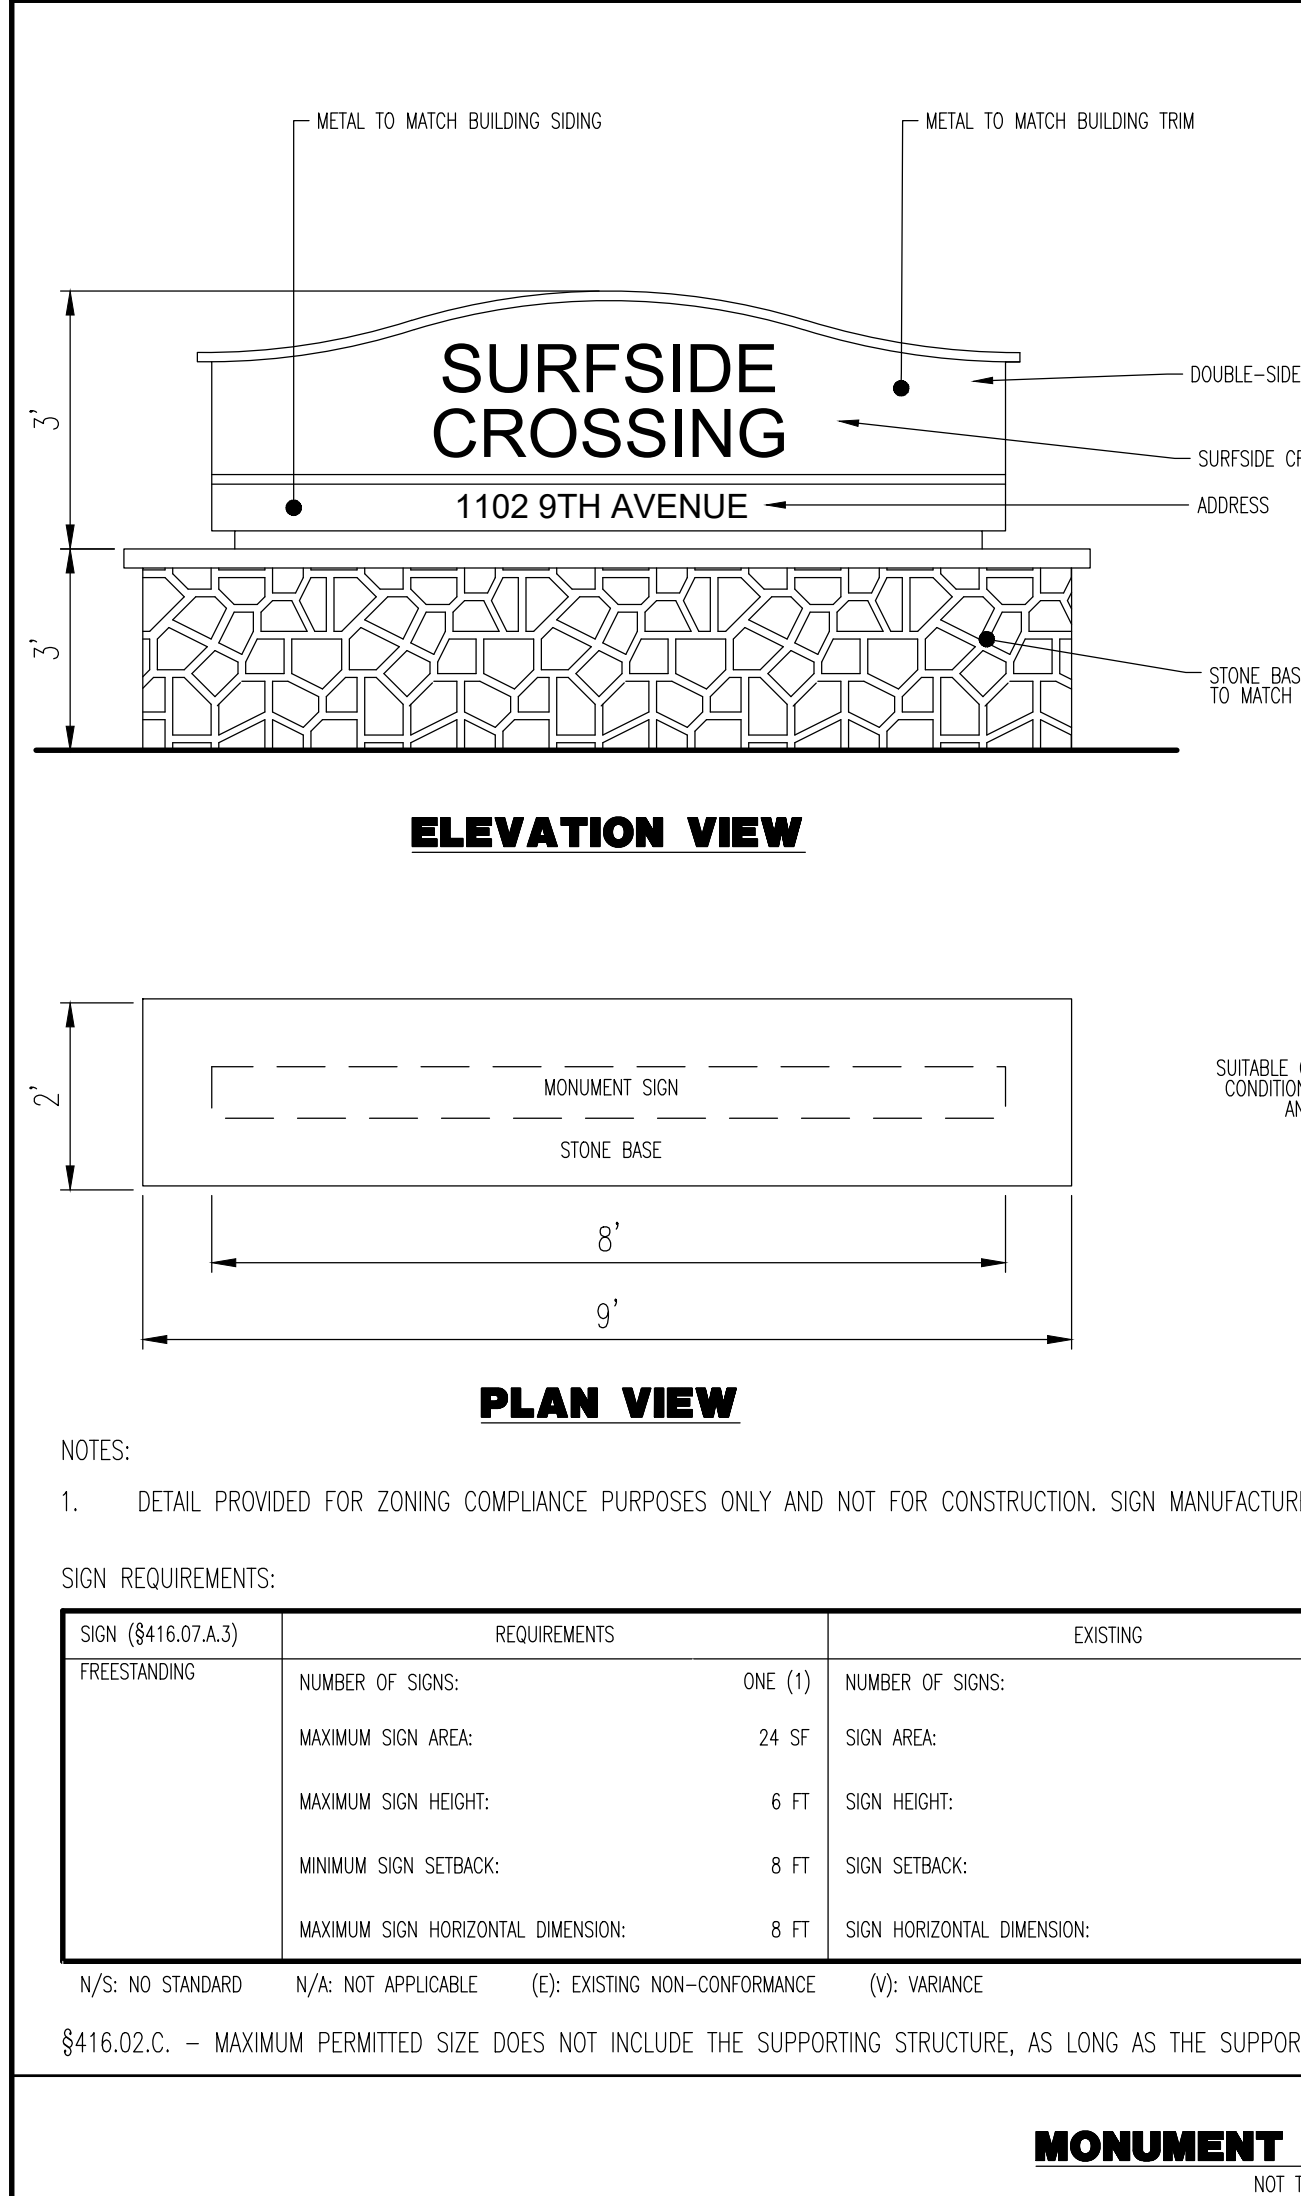 METAL TO MATCH BUILDING SIDING
METAL TO MATCH BUILDING TRIM
SURFSIDE
CROSSING
1102 9TH AVENUE
DOUBLE-SIDE
SURFSIDE CR
ADDRESS
3'
3'
STONE BAS
TO MATCH
ELEVATION VIEW
2'
MONUMENT SIGN
STONE BASE
SUITABLE
CONDITION
AN
8'
9'
PLAN VIEW
NOTES:
1. DETAIL PROVIDED FOR ZONING COMPLIANCE PURPOSES ONLY AND NOT FOR CONSTRUCTION. SIGN MANUFACTURE
SIGN REQUIREMENTS:
SIGN (§416.07.A.3) REQUIREMENTS EXISTING
FREESTANDING NUMBER OF SIGNS: ONE (1) NUMBER OF SIGNS:
MAXIMUM SIGN AREA: 24 SF SIGN AREA:
MAXIMUM SIGN HEIGHT: 6 FT SIGN HEIGHT:
MINIMUM SIGN SETBACK: 8 FT SIGN SETBACK:
MAXIMUM SIGN HORIZONTAL DIMENSION: 8 FT SIGN HORIZONTAL DIMENSION:
N/S: NO STANDARD N/A: NOT APPLICABLE (E): EXISTING NON-CONFORMANCE (V): VARIANCE
§416.02.C. - MAXIMUM PERMITTED SIZE DOES NOT INCLUDE THE SUPPORTING STRUCTURE, AS LONG AS THE SUPPOR
MONUMENT
NOT T